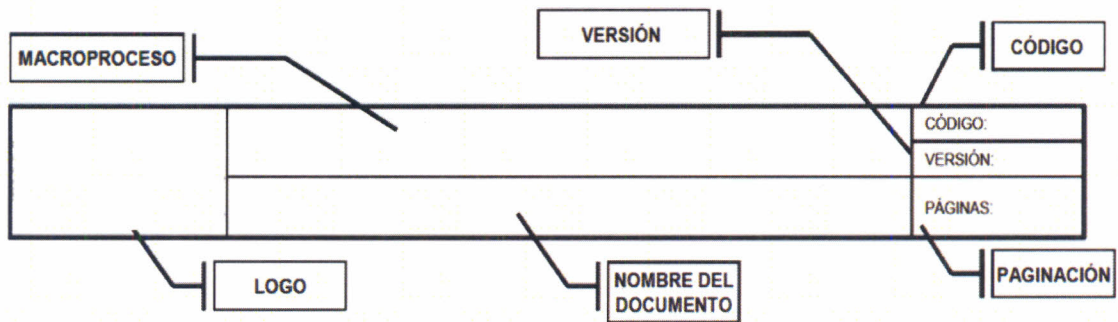 VERSIÓN
MACROPROCESO
CÓDIGO
CÓDIGO:
VERSIÓN:
PÁGINAS:
LOGO
NOMBRE DEL
DOCUMENTO
PAGINACIÓN